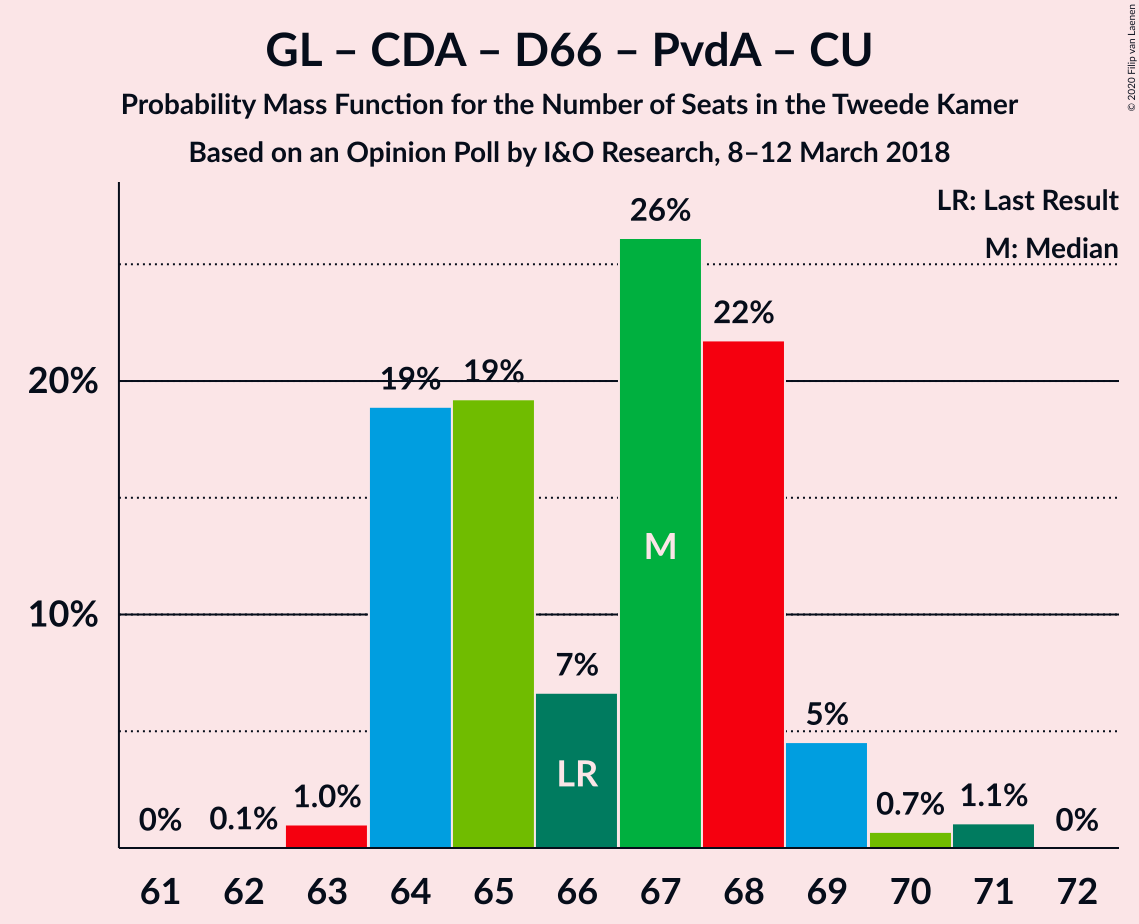 GL – CDA – D66 – PvdA – CU
Probability Mass Function for the Number of Seats in the Tweede Kamer
Based on an Opinion Poll by I&O Research, 8–12 March 2018
© 2020 Filip van Laenen
LR: Last Result
M: Median
26%
22%
19%
19%
20%
M
10%
7%
LR
5%
0%
0.1%
1.0%
0.7%
1.1%
0%
61 62 63 64 65 66 67 68 69 70 71 72